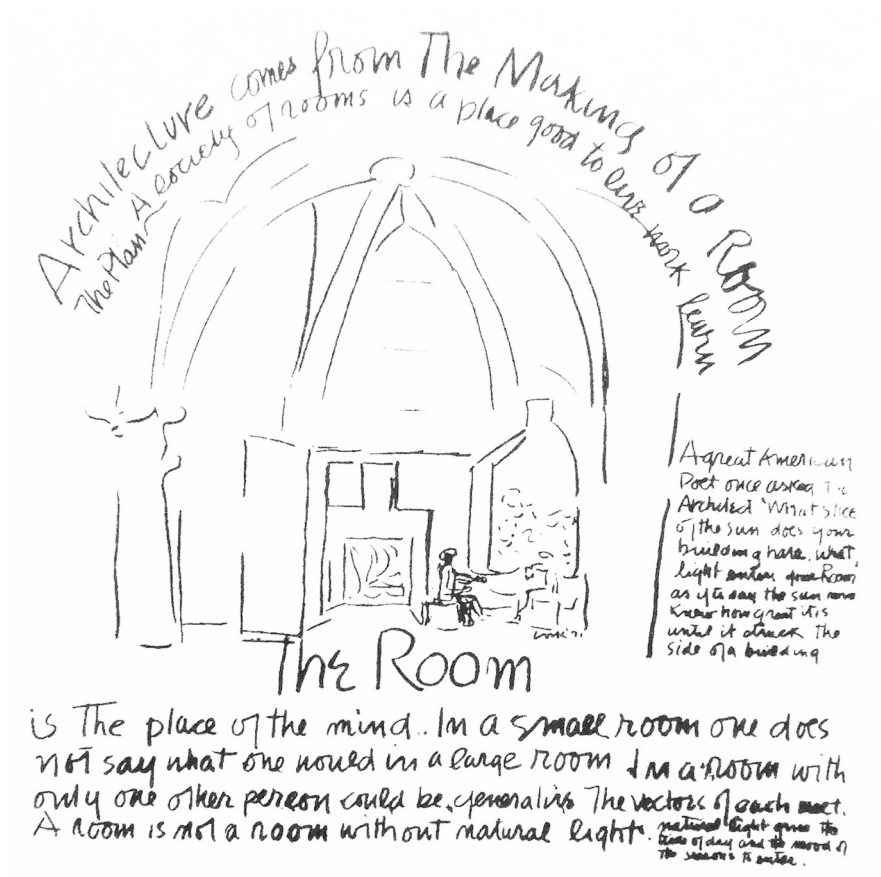 Architecture comes from The Making of a Room
The Plan A society of rooms is a place good to live work learn
A great American
Poet once asked The
Architect 'What slice
of the sun does your
building have. What
light enters your Room
as if to say the sun never
knew how great it is
until it struck the
side of a building
The Room
is The place of the mind. In a small room one does
not say what one would in a large room In a room with
only one other person could be generative The vectors of each meet.
A room is not a room without natural light.
natural light gives the
time of day and the mood of
the seasons to enter.